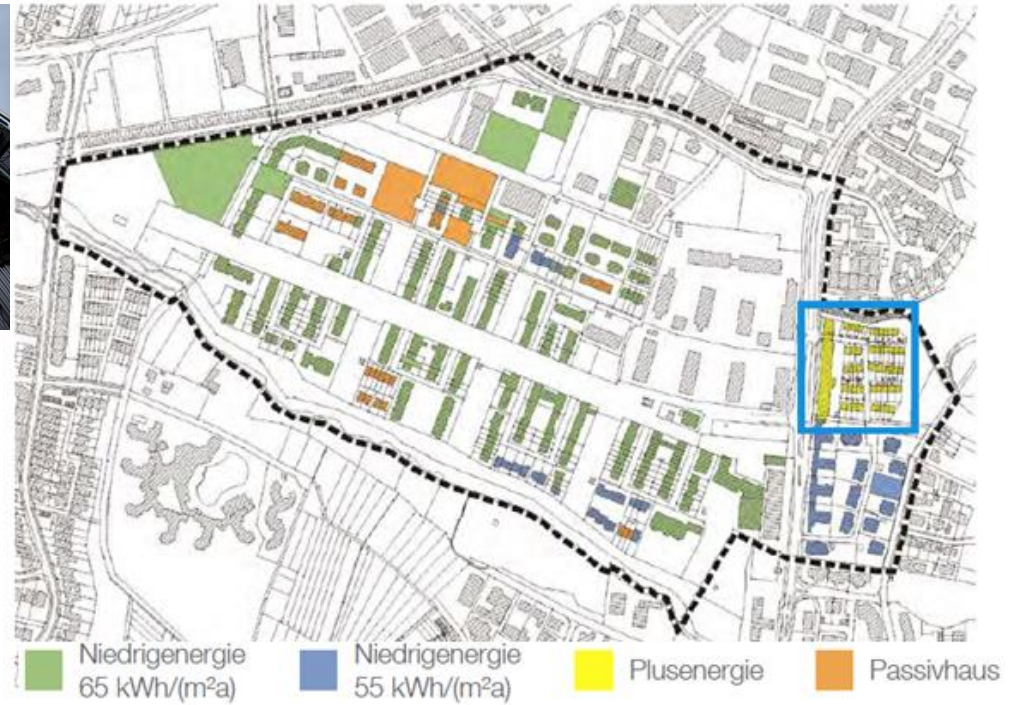 Niedrigenergie
65 kWh/(m²a)
Niedrigenergie
55 kWh/(m²a)
Plusenergie
Passivhaus